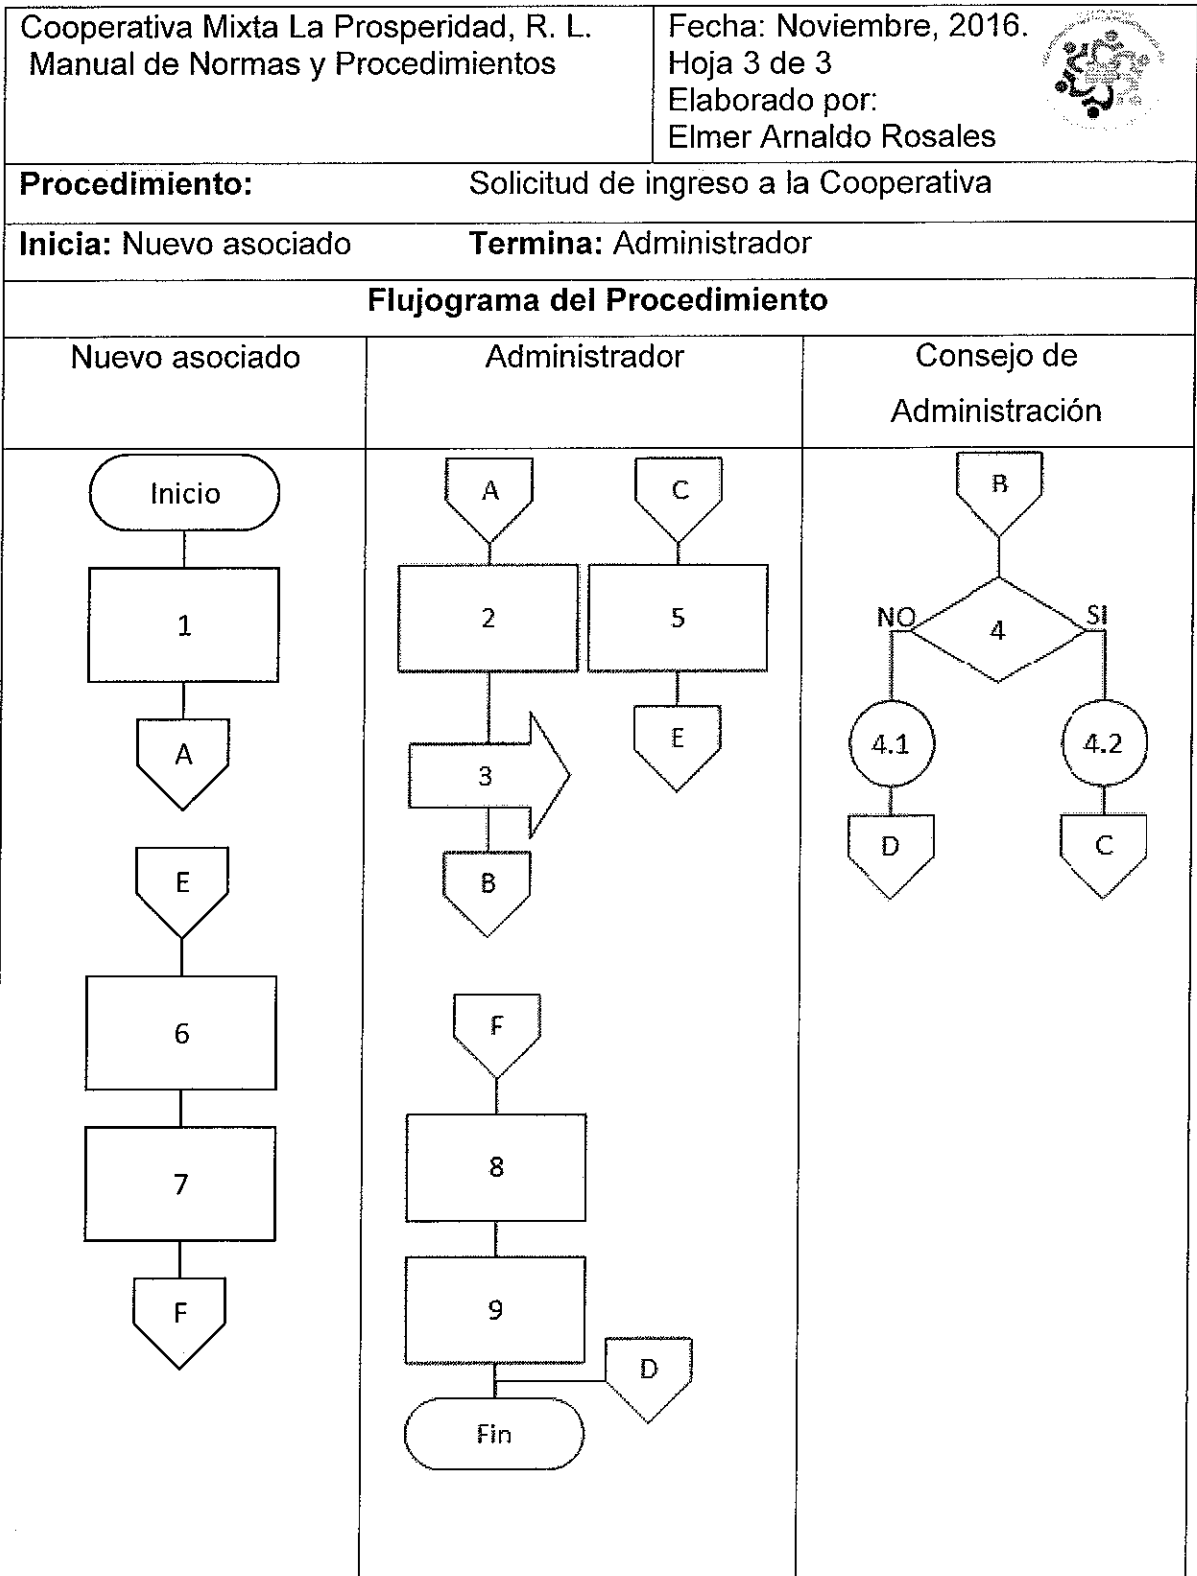 Cooperativa Mixta La Prosperidad, R. L.
Manual de Normas y Procedimientos
Fecha: Noviembre, 2016.
Hoja 3 de 3
Elaborado por:
Elmer Arnaldo Rosales
Procedimiento: Solicitud de ingreso a la Cooperativa
Inicia: Nuevo asociado Termina: Administrador
Flujograma del Procedimiento
Nuevo asociado
Administrador
Consejo de
Administración
Inicio
1
A
E
6
7
F
A
2
3
B
C
5
E
F
8
9
D
Fin
B
4
NO
SI
4.1
4.2
D
C